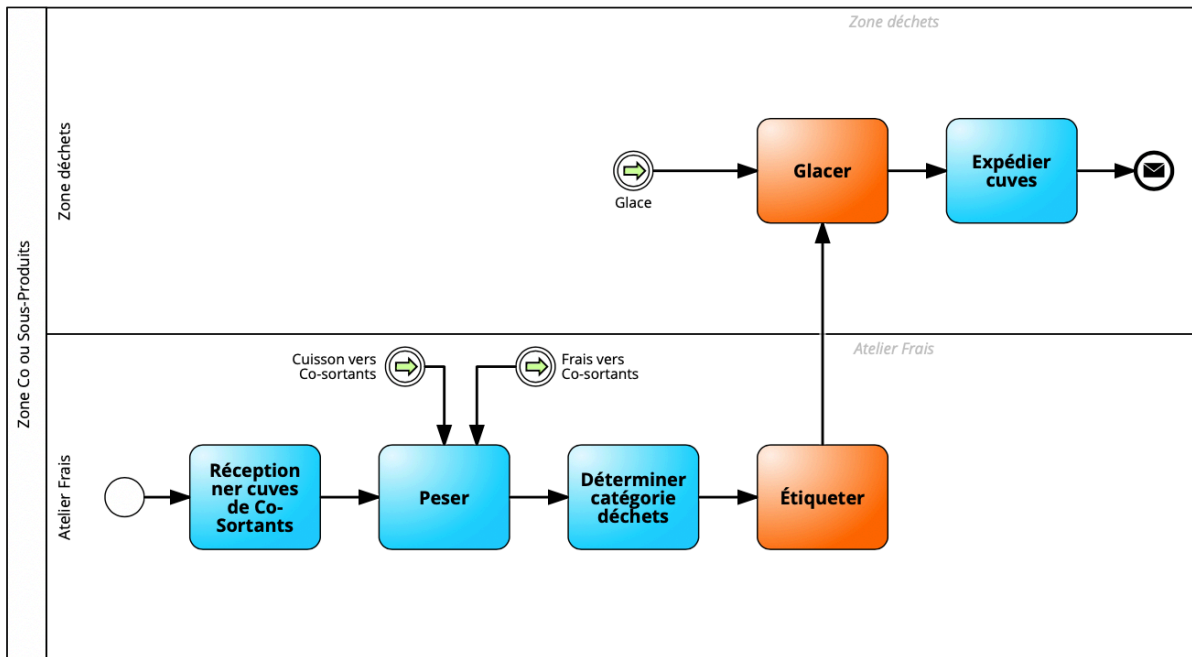 Zone Co ou Sous-Produits
Zone déchets
Zone déchets
Glace
Glacer
Expédier
cuves
Atelier Frais
Atelier Frais
Cuisson vers
Co-sortants
Frais vers
Co-sortants
Réception
ner cuves
de Co-
Sortants
Peser
Déterminer
catégorie
déchets
Étiqueter